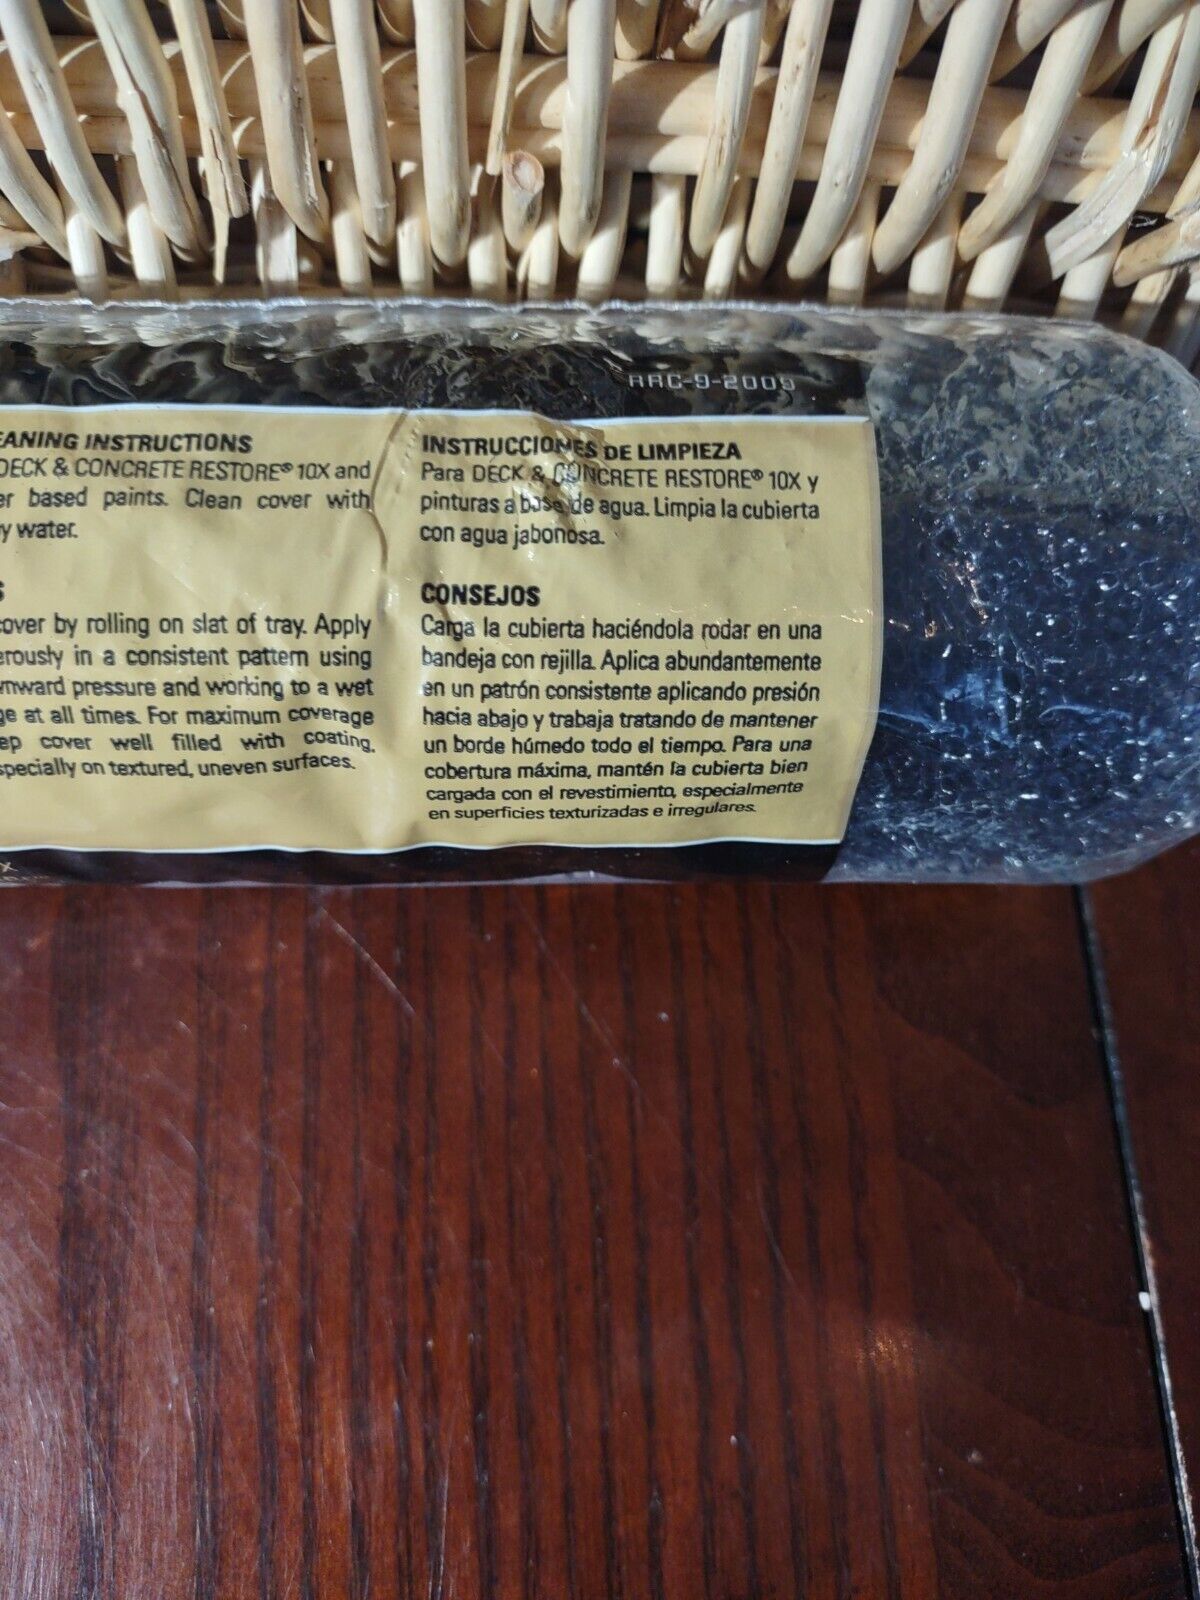 RRC-9-2009
EANING INSTRUCTIONS
DECK & CONCRETE RESTORE® 10X and
er based paints. Clean cover with
y water.
S
cover by rolling on slat of tray. Apply
erously in a consistent pattern using
wnward pressure and working to a wet
ge at all times. For maximum coverage
ep cover well filled with coating,
specially on textured, uneven surfaces.
INSTRUCCIONES DE LIMPIEZA
Para DECK & CONCRETE RESTORE® 10X y
pinturas a base de agua. Limpia la cubierta
con agua jabonosa.
CONSEJOS
Carga la cubierta haciéndola rodar en una
bandeja con rejilla. Aplica abundantemente
en un patrón consistente aplicando presión
hacia abajo y trabaja tratando de mantener
un borde húmedo todo el tiempo. Para una
cobertura máxima, mantén la cubierta bien
cargada con el revestimiento, especialmente
en superficies texturizadas e irregulares.
X